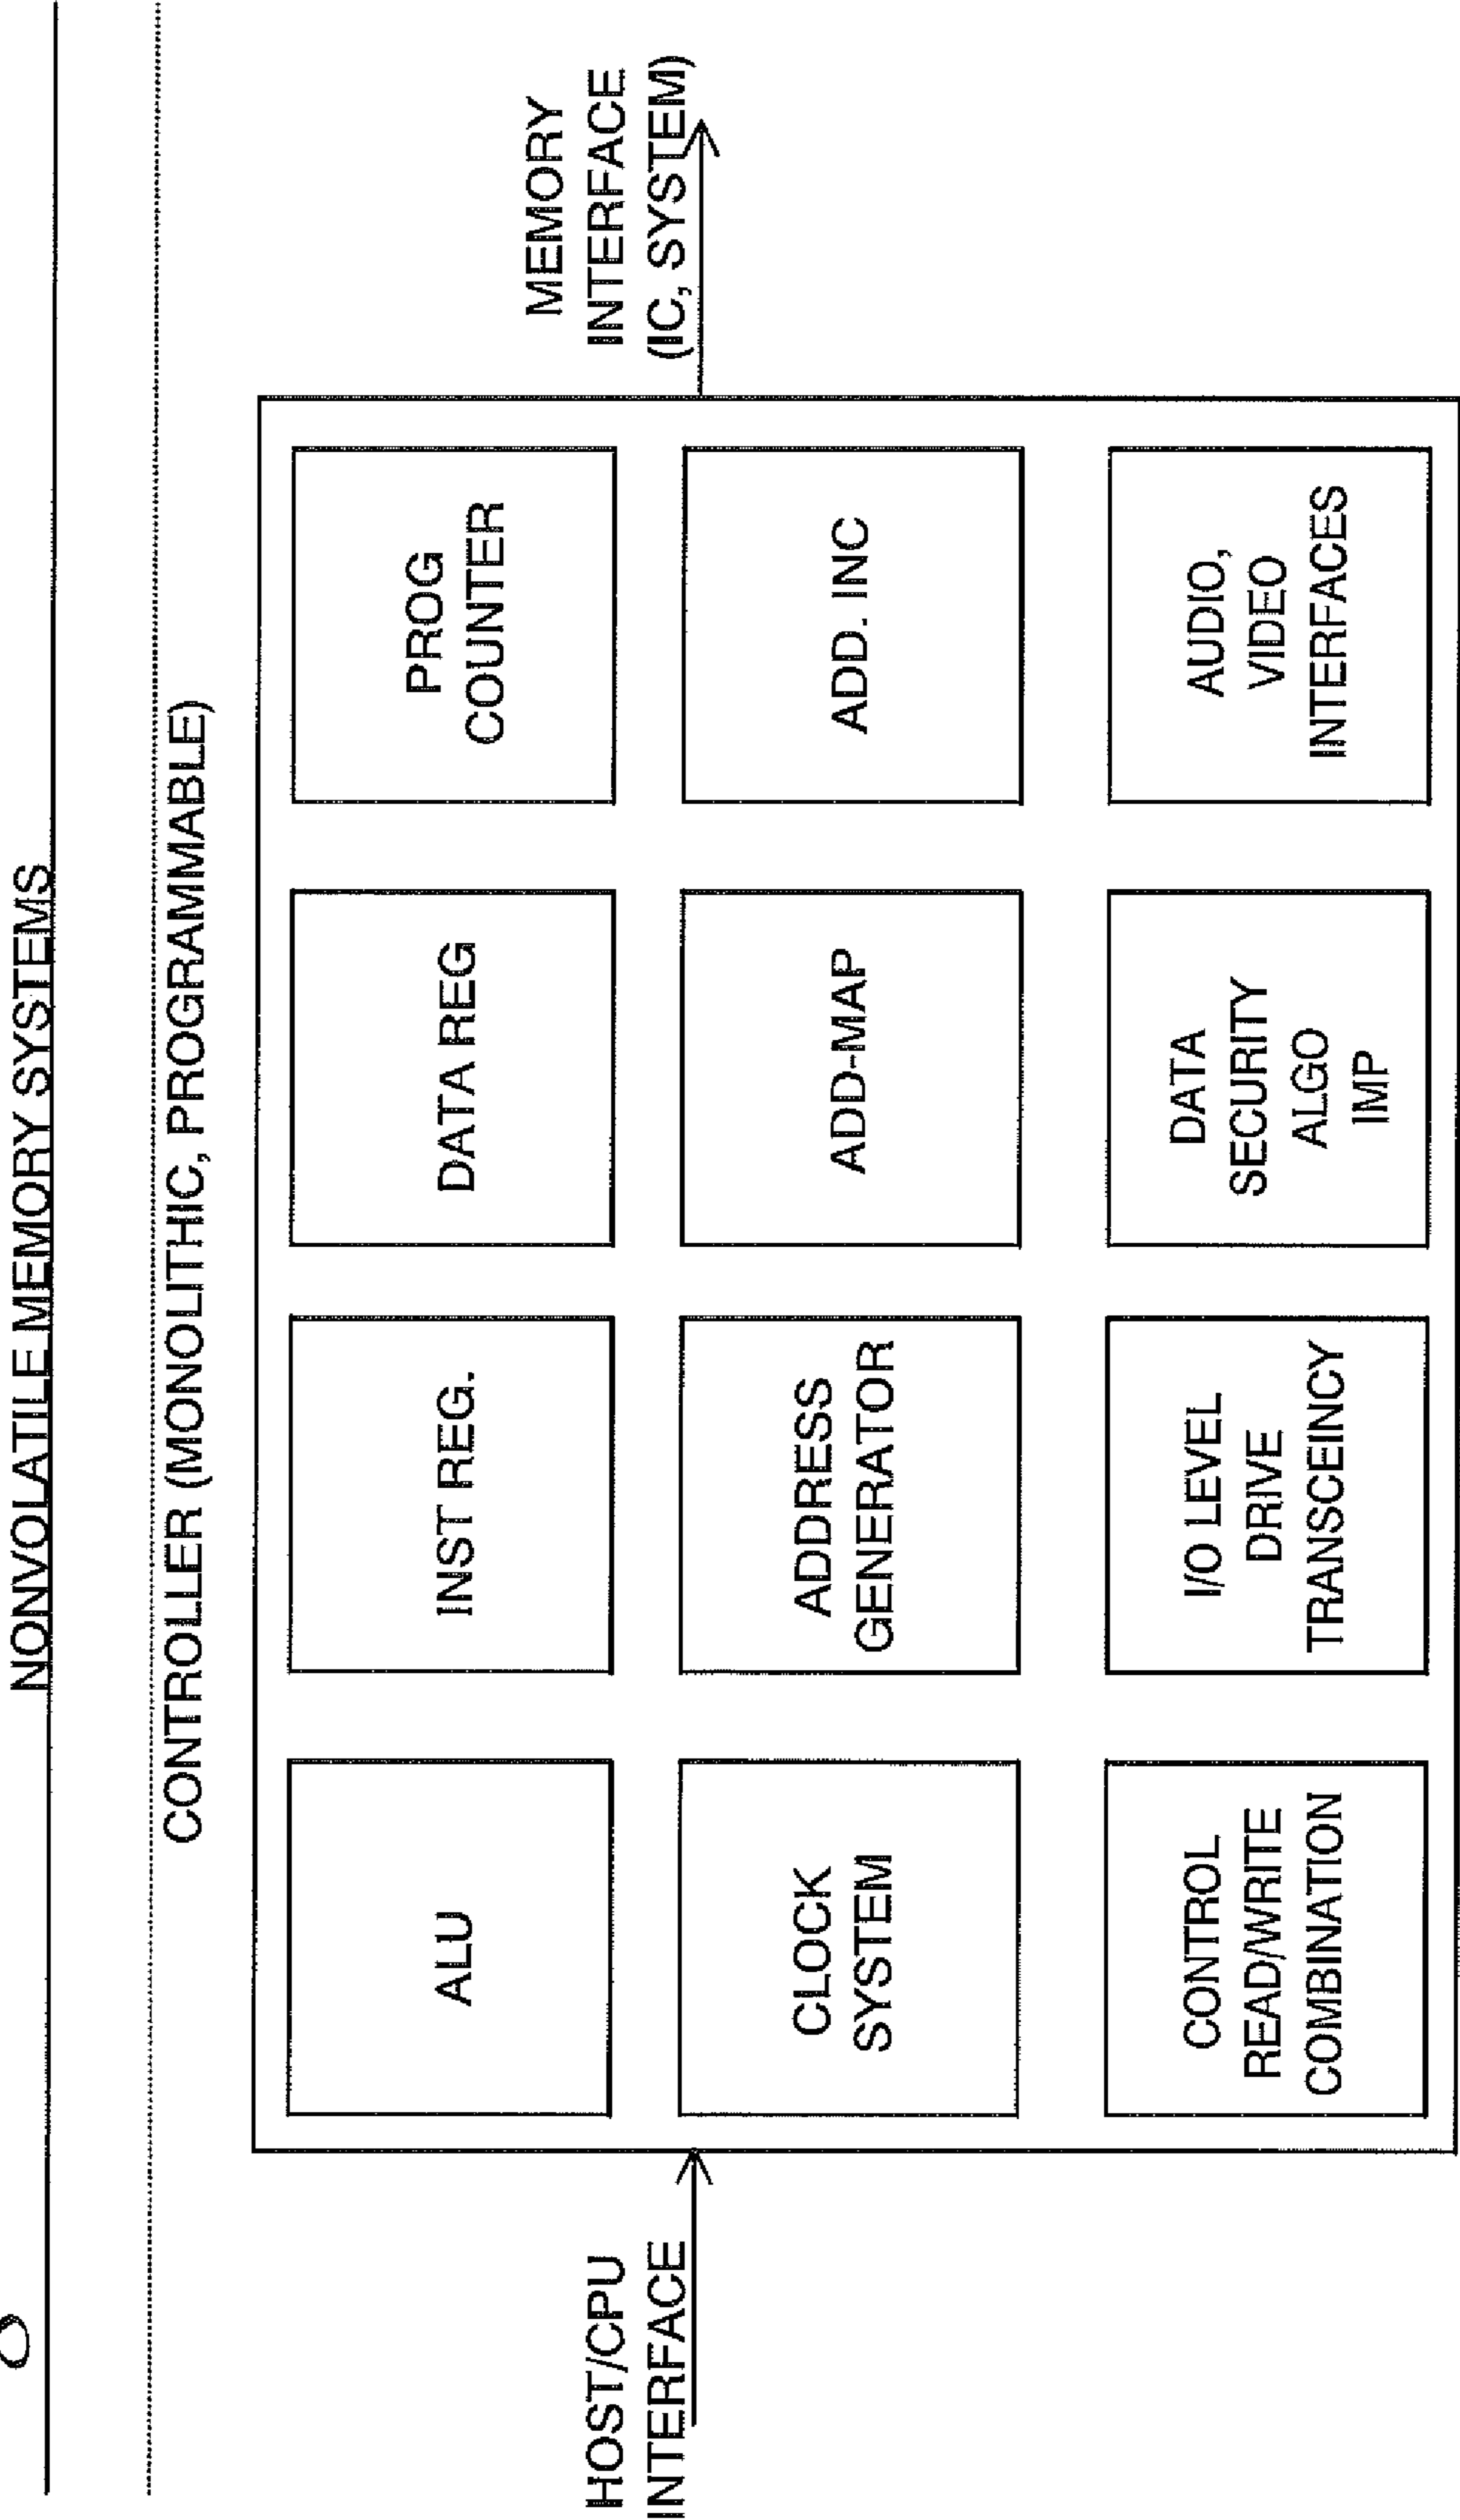 NONVOLATILE MEMORY SYSTEMS
CONTROLLER (MONOLITHIC, PROGRAMMABLE)
HOST/CPU
INTERFACE
ALU
INST REG.
DATA REG
PROG
COUNTER
CLOCK
SYSTEM
ADDRESS
GENERATOR
ADD-MAP
ADD. INC
CONTROL
READ/WRITE
COMBINATION
I/O LEVEL
DRIVE
TRANSCEINCY
DATA
SECURITY
ALGO
IMP
AUDIO,
VIDEO
INTERFACES
MEMORY
INTERFACE
(IC, SYSTEM)